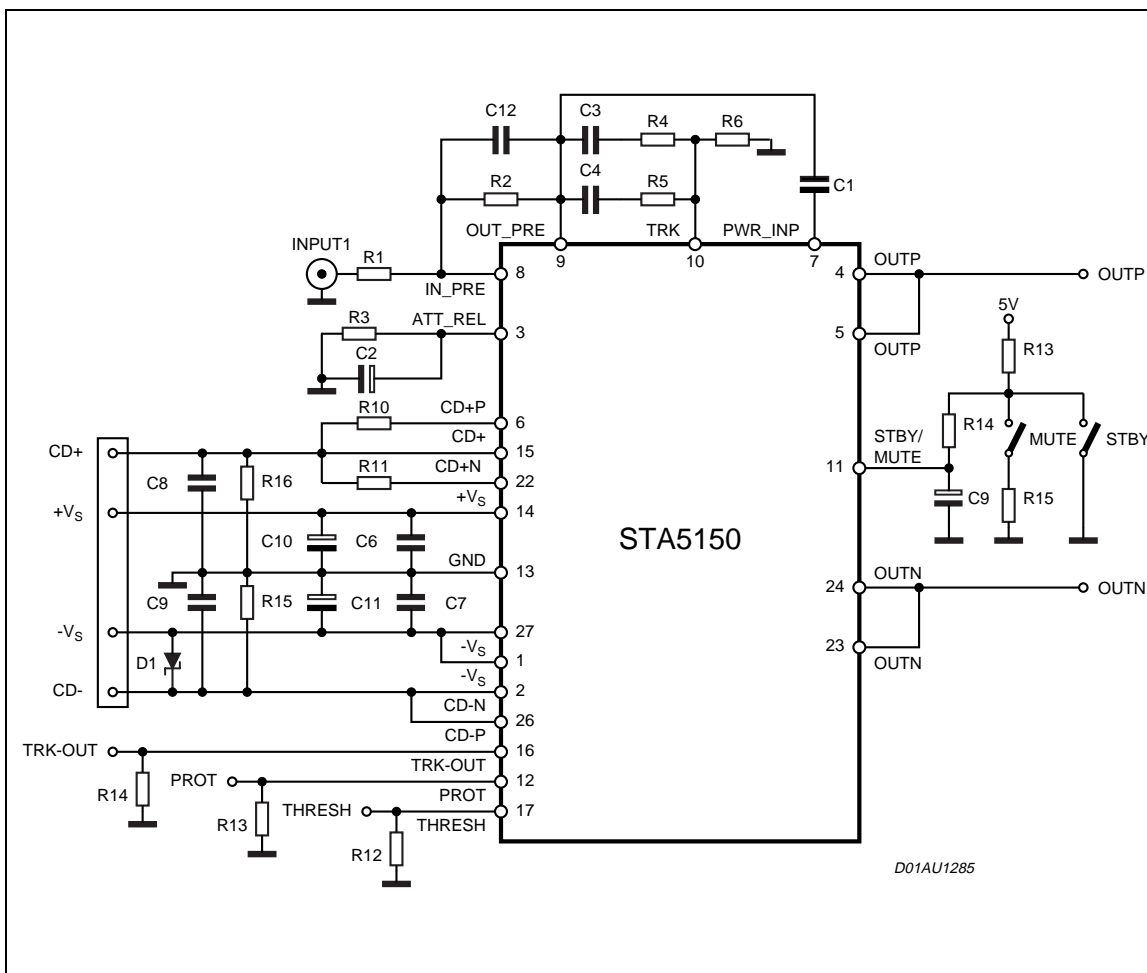 C12
C3
R4
R6
R2
C4
R5
C1
OUT_PRE
TRK
PWR_INP
9
10
7
INPUT1
R1
8
IN_PRE
4
OUTP
OUTP
5
OUTP
R3
ATT_REL
3
C2
5V
R13
R10
CD+P
6
CD+
CD+
15
R11
CD+N
22
C8
R16
+VS
+VS
14
C10
C6
GND
13
C9
R15
C11
C7
-VS
27
-VS
1
-VS
D1
CD-
2
CD-N
26
CD-P
TRK-OUT
16
TRK-OUT
R14
PROT
12
PROT
R13
THRESH
17
THRESH
R12
STA5150
R14
MUTE
STBY
STBY/
MUTE
11
C9
R15
24
OUTN
OUTN
23
OUTN
D01AU1285